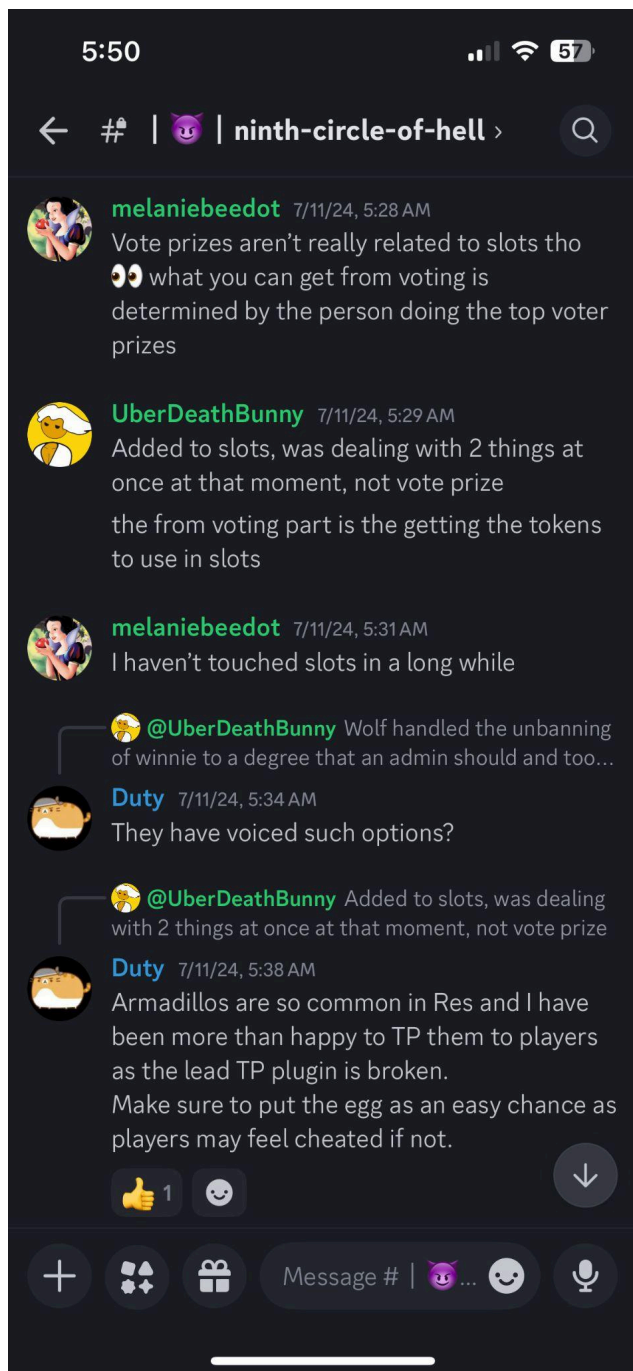 5:50
57
# | 😈 | ninth-circle-of-hell ›
melaniebeedot 7/11/24, 5:28 AM
Vote prizes aren’t really related to slots tho
👀 what you can get from voting is
determined by the person doing the top voter
prizes
UberDeathBunny 7/11/24, 5:29 AM
Added to slots, was dealing with 2 things at
once at that moment, not vote prize
the from voting part is the getting the tokens
to use in slots
melaniebeedot 7/11/24, 5:31 AM
I haven’t touched slots in a long while
@UberDeathBunny Wolf handled the unbanning
of winnie to a degree that an admin should and too...
Duty 7/11/24, 5:34 AM
They have voiced such options?
@UberDeathBunny Added to slots, was dealing
with 2 things at once at that moment, not vote prize
Duty 7/11/24, 5:38 AM
Armadillos are so common in Res and I have
been more than happy to TP them to players
as the lead TP plugin is broken.
Make sure to put the egg as an easy chance as
players may feel cheated if not.
👍 1
Message # | 😈...